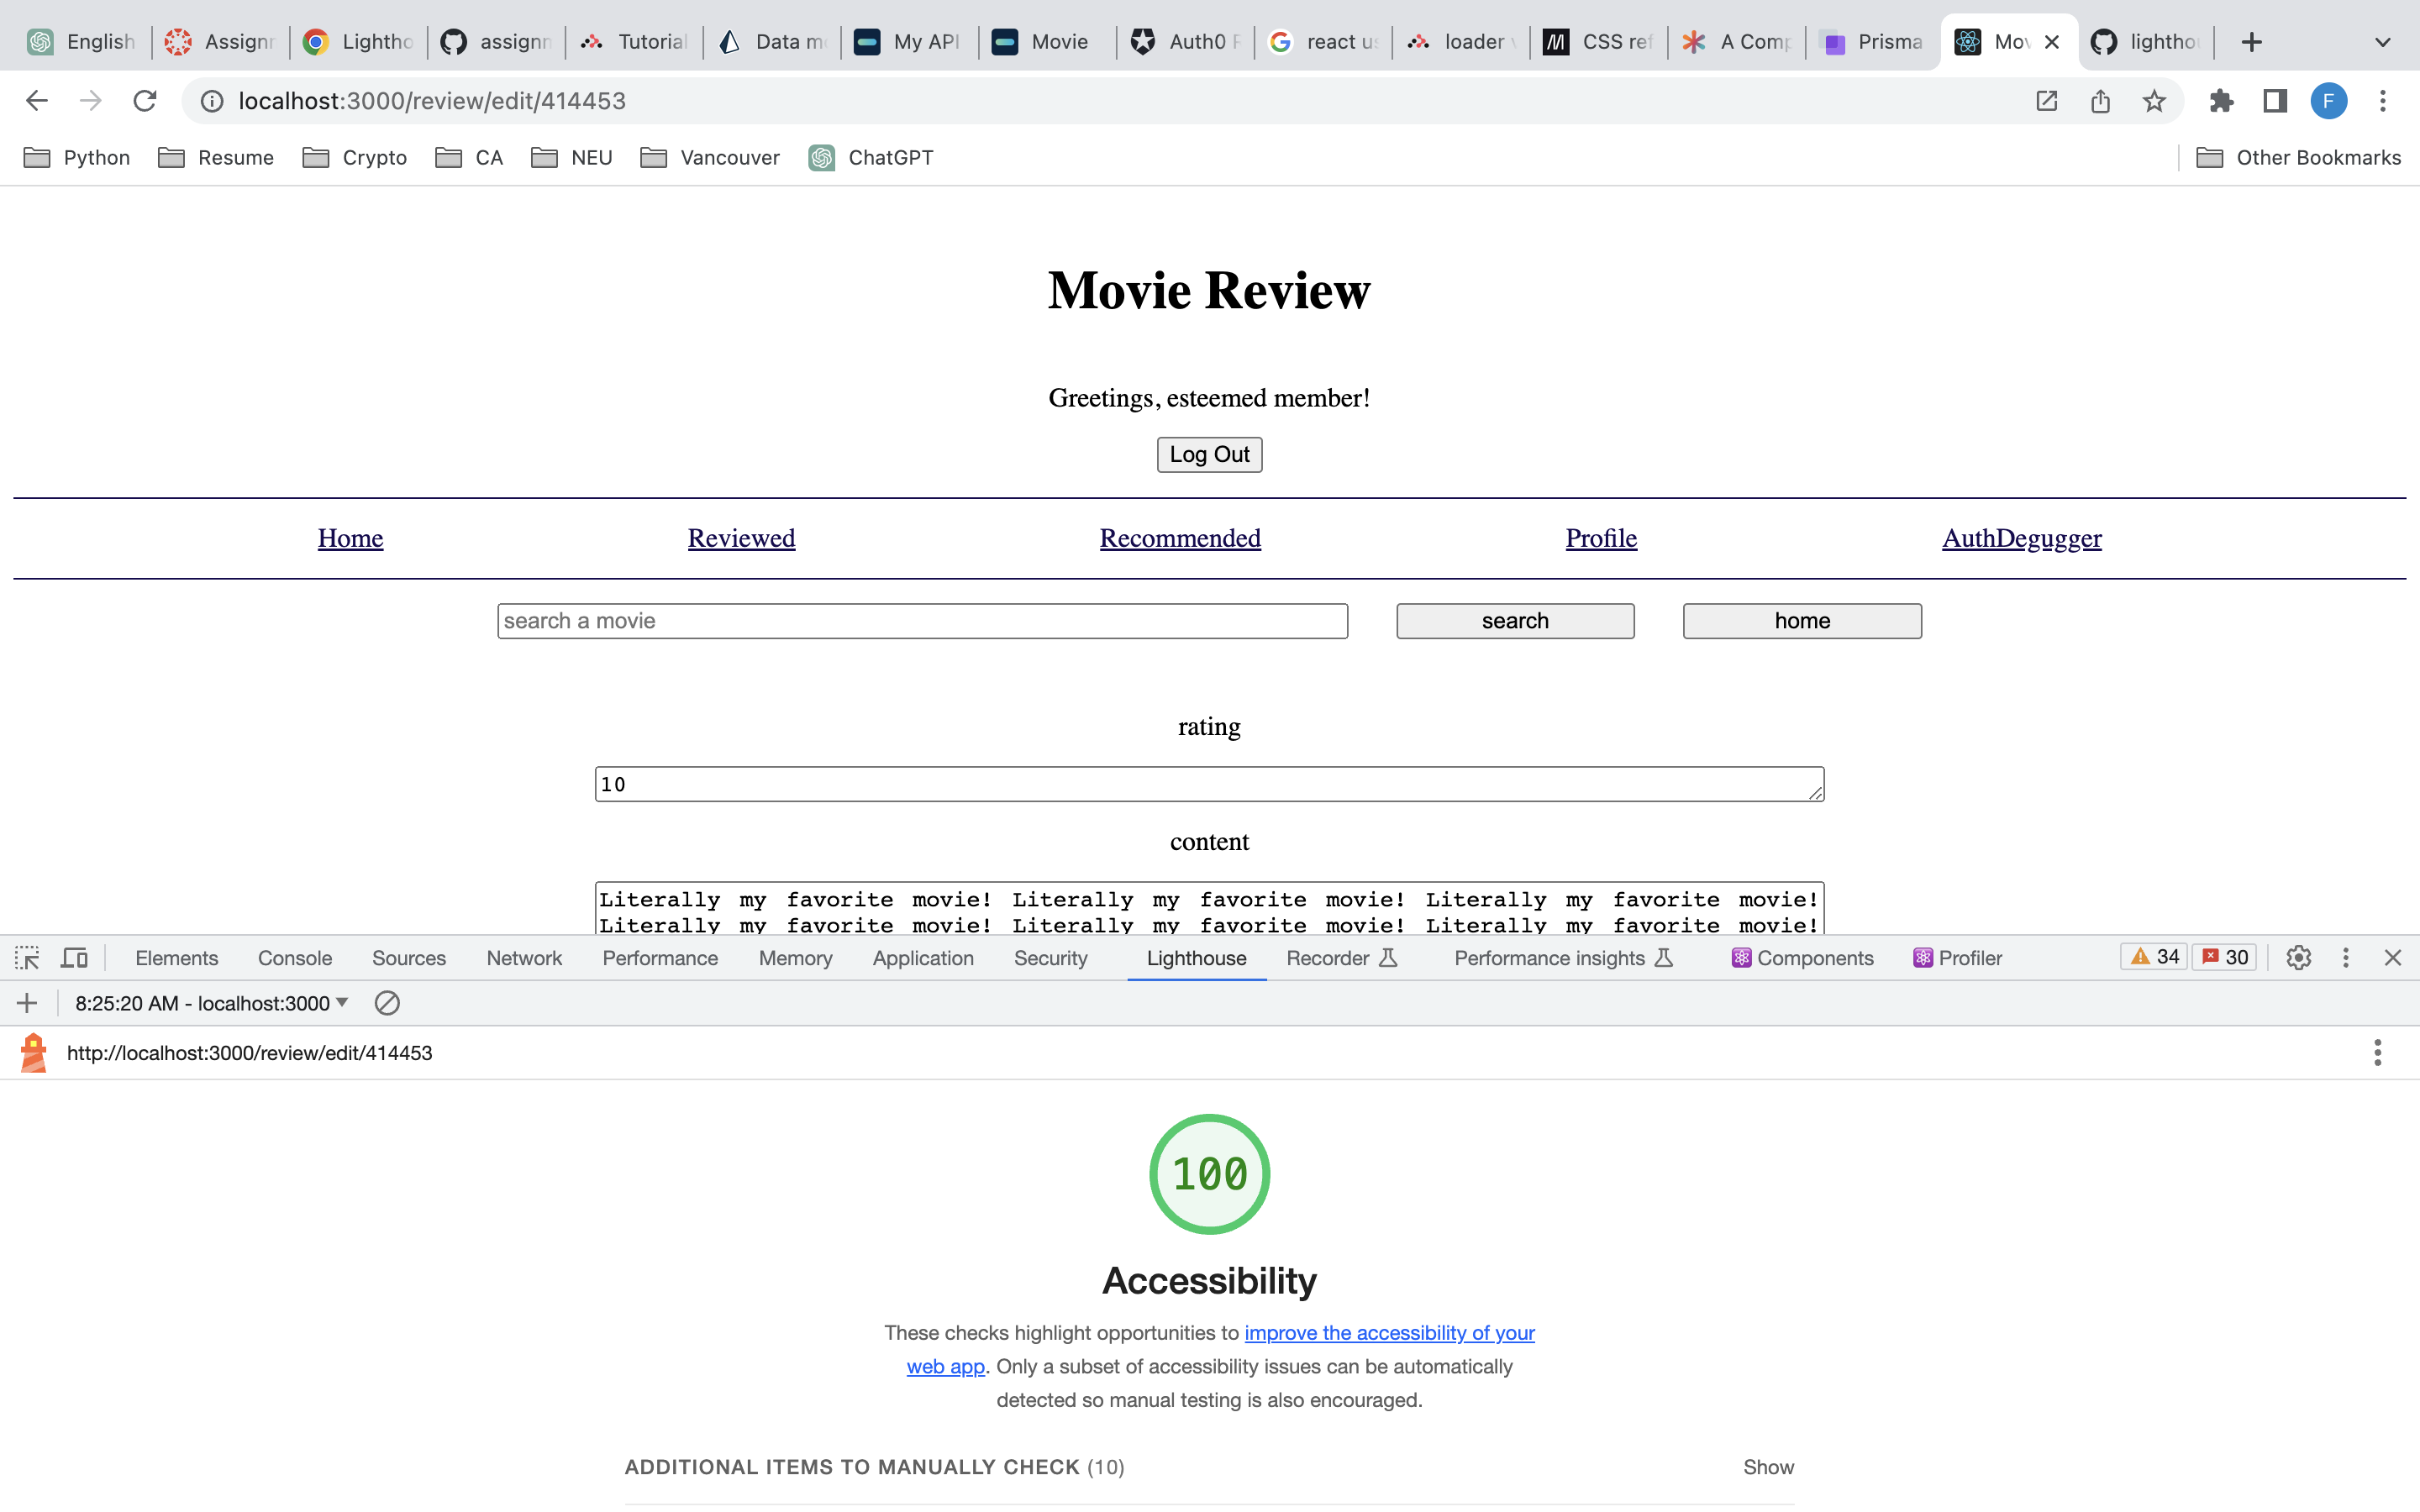 English Assignr Lightho assignn Tutorial Data mo My API Movie Auth0 F react us loader v CSS ref A Comp Prisma Mov lighthou
localhost:3000/review/edit/414453
Python Resume Crypto CA NEU Vancouver ChatGPT Other Bookmarks
Movie Review
Greetings, esteemed member!
Log Out
Home Reviewed Recommended Profile AuthDegugger
search a movie search home
rating
10
content
Literally my favorite movie! Literally my favorite movie! Literally my favorite movie!
Literally my favorite movie! Literally my favorite movie! Literally my favorite movie!
Elements Console Sources Network Performance Memory Application Security Lighthouse Recorder Performance insights Components Profiler 34 30
8:25:20 AM - localhost:3000
http://localhost:3000/review/edit/414453
100
Accessibility
These checks highlight opportunities to improve the accessibility of your
web app. Only a subset of accessibility issues can be automatically
detected so manual testing is also encouraged.
ADDITIONAL ITEMS TO MANUALLY CHECK (10) Show